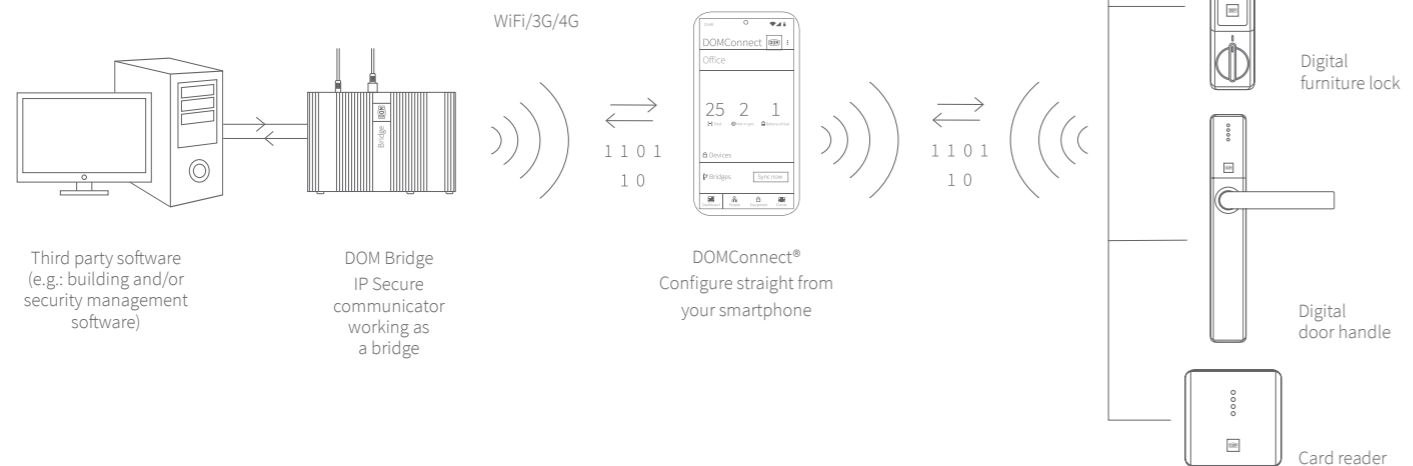 WiFi/3G/4G
DOMConnect
Office
25 2 1
Devices
Bridges
Sync now
Bridge
DOM
1 1 0 1
1 0
1 1 0 1
1 0
Digital
furniture lock
Third party software
(e.g.: building and/or
security management
software)
DOM Bridge
IP Secure
communicator
working as
a bridge
DOMConnect®
Configure straight from
your smartphone
Digital
door handle
Card reader